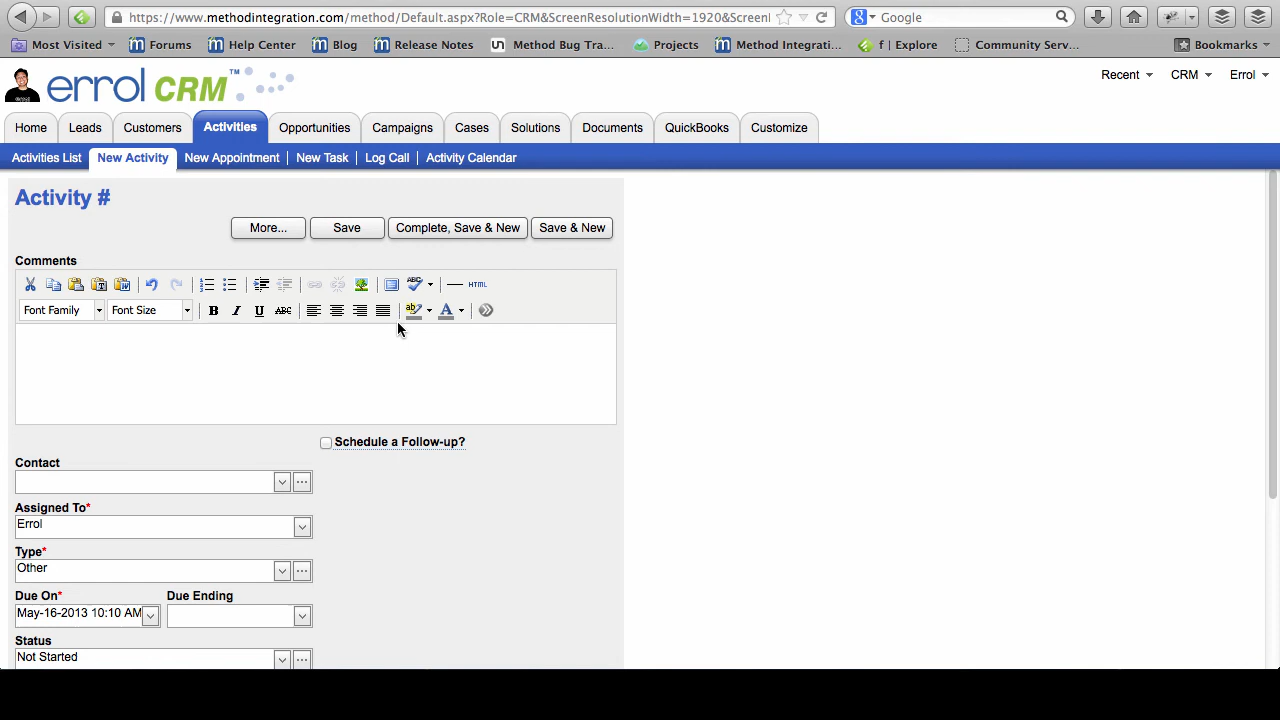 https://www.methodintegration.com/method/Default.aspx?Role=CRM&ScreenResolutionWidth=1920&Screenl
Google
Most Visited Forums Help Center Blog Release Notes Method Bug Tra... Projects Method Integrati... f | Explore Community Serv... Bookmarks
errol CRM™
Recent CRM Errol
Home Leads Customers Activities Opportunities Campaigns Cases Solutions Documents QuickBooks Customize
Activities List New Activity New Appointment New Task Log Call Activity Calendar
Activity #
More... Save Complete, Save & New Save & New
Comments
ABC HTML
Font Family Font Size B I U ABC ab A
Schedule a Follow-up?
Contact
Assigned To*
Errol
Type*
Other
Due On* Due Ending
May-16-2013 10:10 AM
Status
Not Started